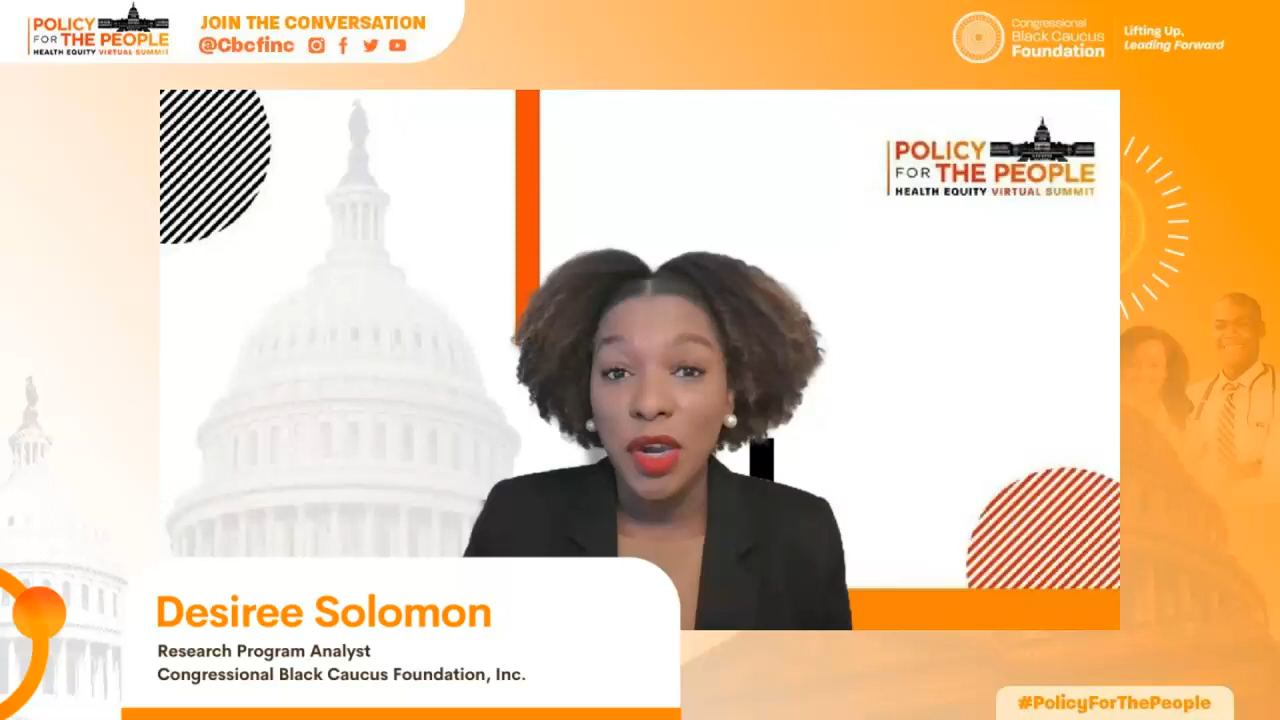 POLICY
FOR THE PEOPLE
HEALTH EQUITY VIRTUAL SUMMIT
JOIN THE CONVERSATION
@Cbcfinc
Congressional
Black Caucus
Foundation
Lifting Up,
Leading Forward
POLICY
FOR THE PEOPLE
HEALTH EQUITY VIRTUAL SUMMIT
Desiree Solomon
Research Program Analyst
Congressional Black Caucus Foundation, Inc.
#PolicyForThePeople